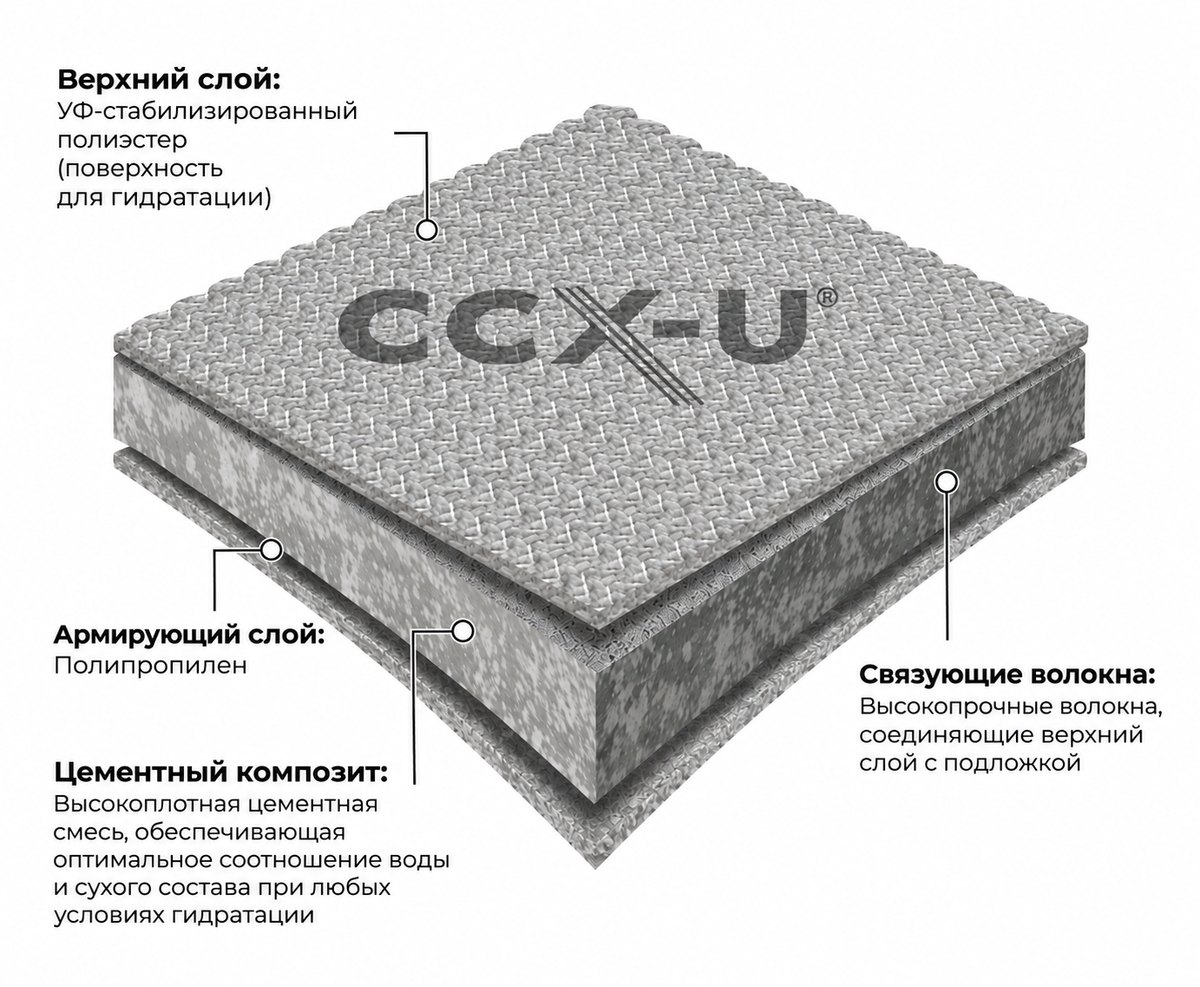 Верхний слой:
УФ-стабилизированный
полиэстер
(поверхность
для гидратации)
CCX-U®
Армирующий слой:
Полипропилен
Связующие волокна:
Высокопрочные волокна,
соединяющие верхний
слой с подложкой
Цементный композит:
Высокоплотная цементная
смесь, обеспечивающая
оптимальное соотношение воды
и сухого состава при любых
условиях гидратации